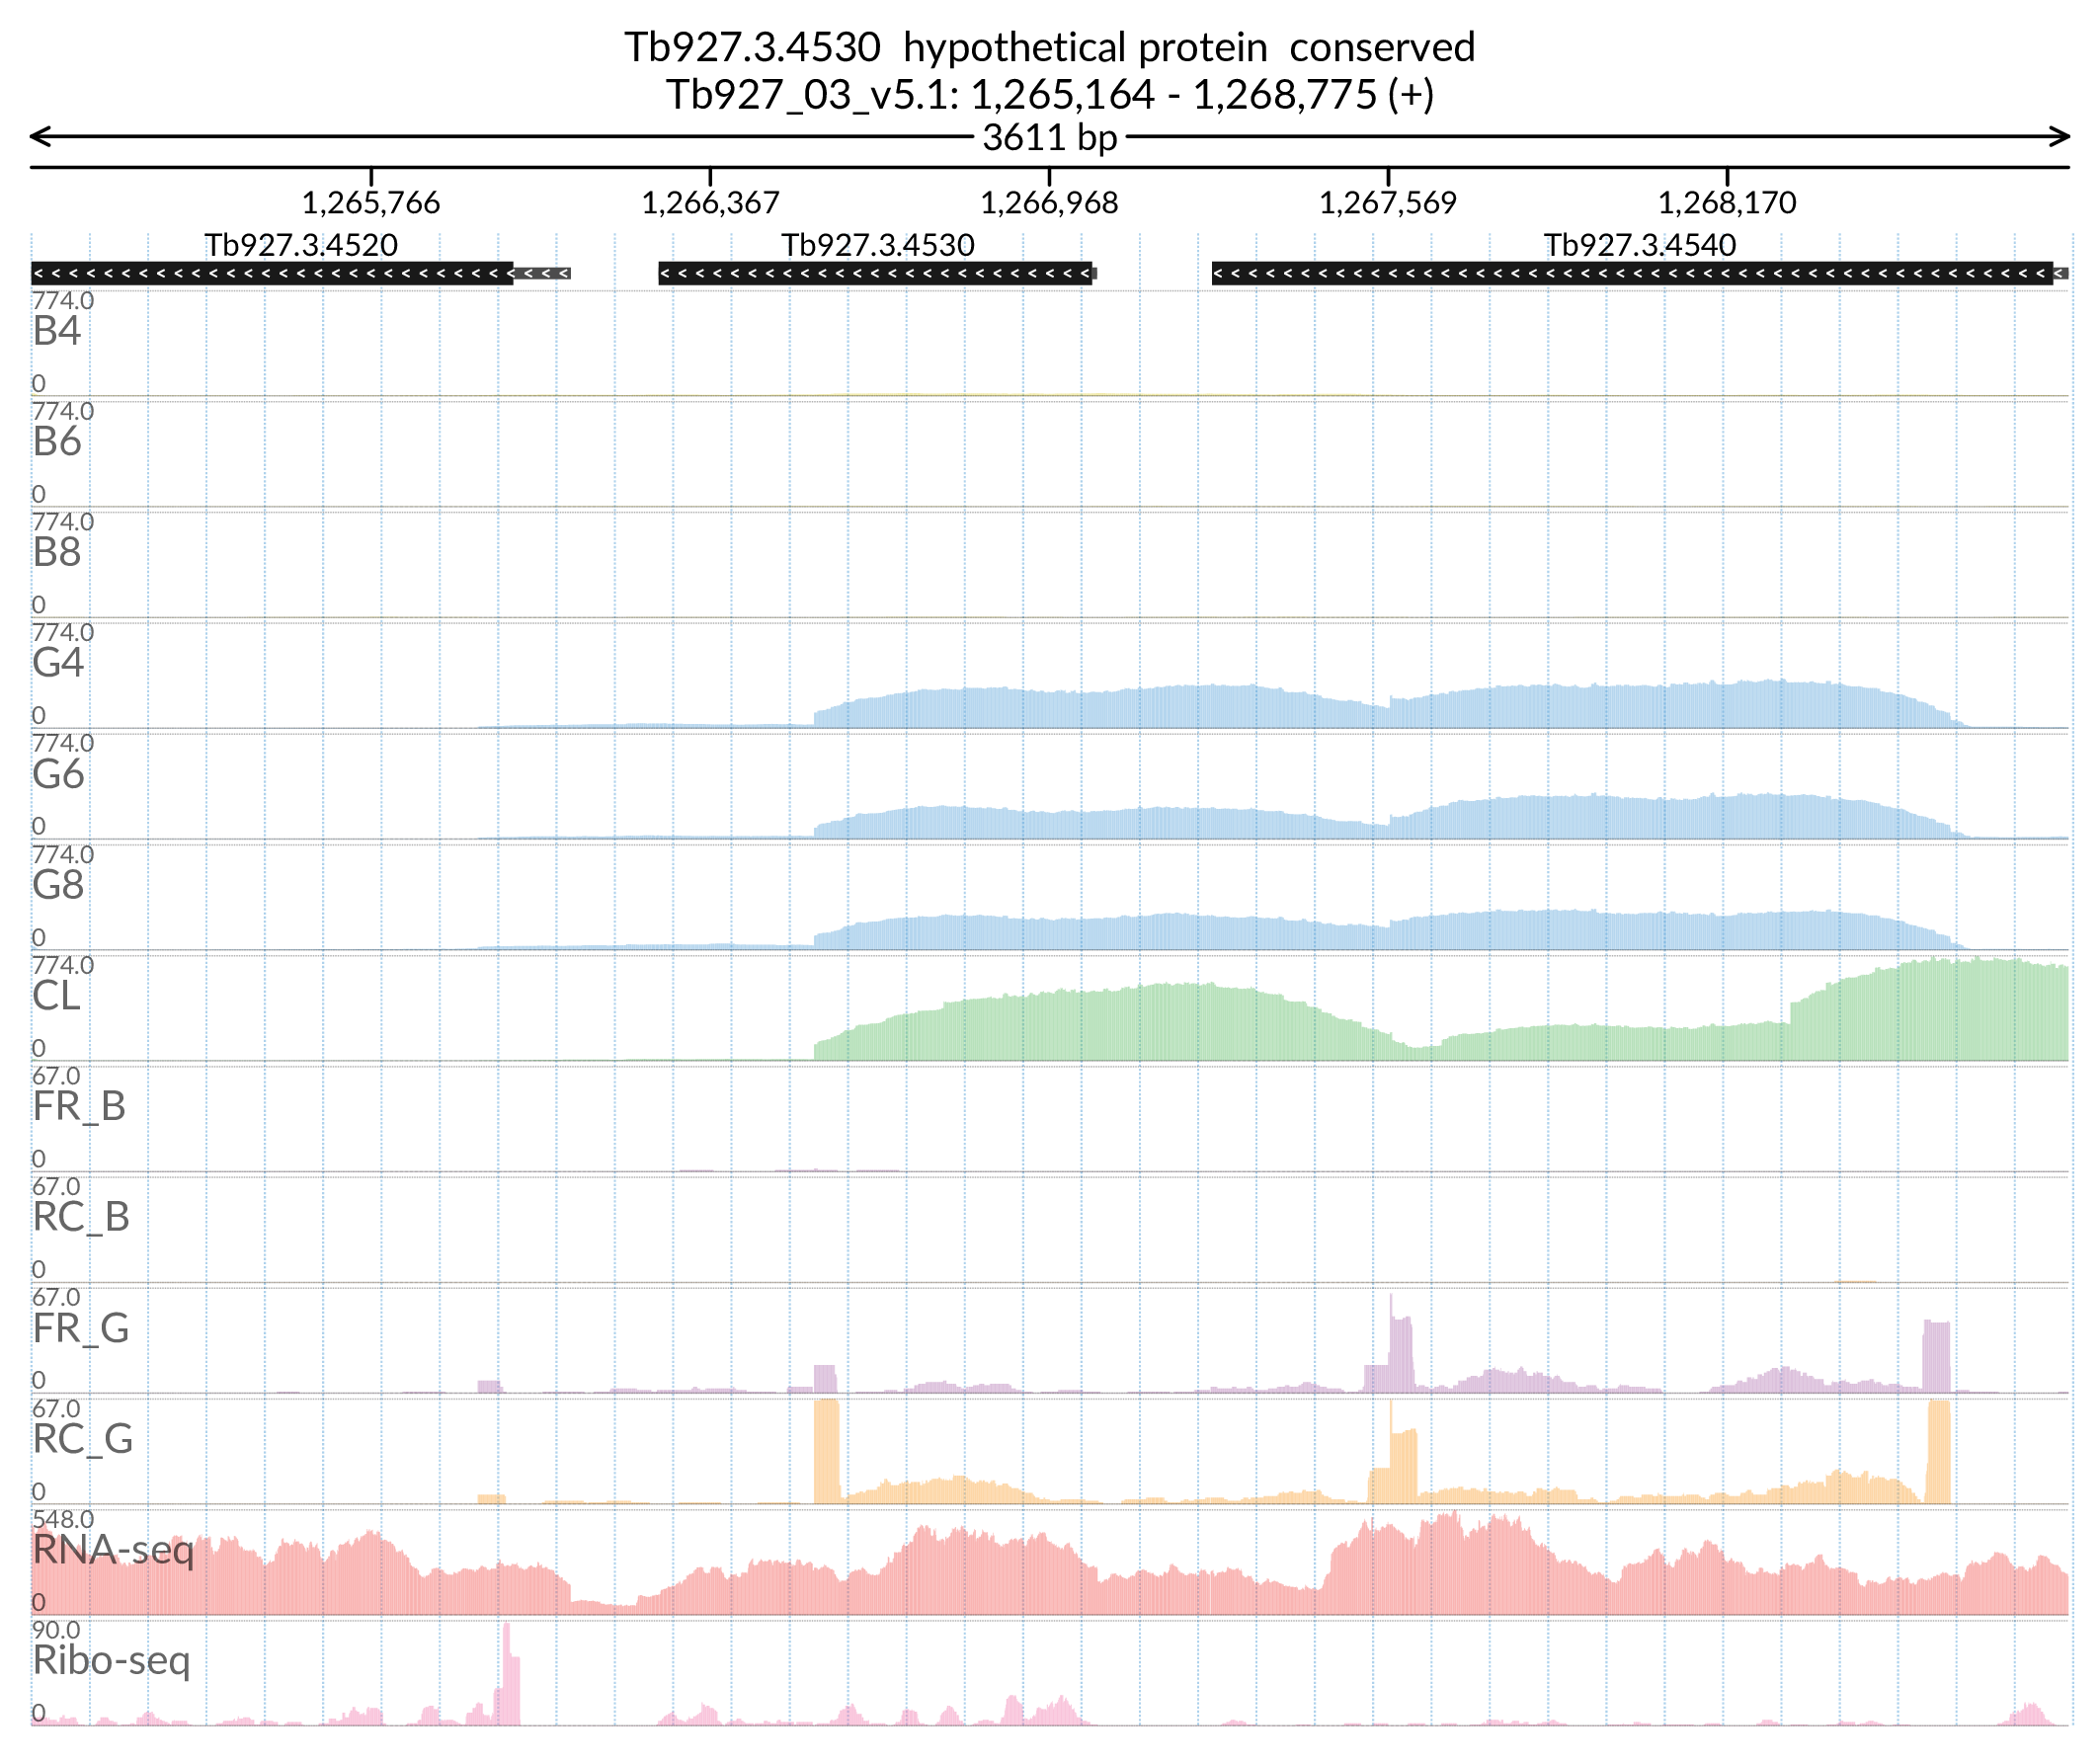 Tb927.3.4530  hypothetical protein  conserved
Tb927_03_v5.1: 1,265,164 - 1,268,775 (+)
3611 bp
1,265,766 1,266,367 1,266,968 1,267,569 1,268,170
Tb927.3.4520 Tb927.3.4530 Tb927.3.4540
774.0
B4
0
774.0
B6
0
774.0
B8
0
774.0
G4
0
774.0
G6
0
774.0
G8
0
774.0
CL
0
67.0
FR_B
0
67.0
RC_B
0
67.0
FR_G
0
67.0
RC_G
0
548.0
RNA-seq
0
90.0
Ribo-seq
0